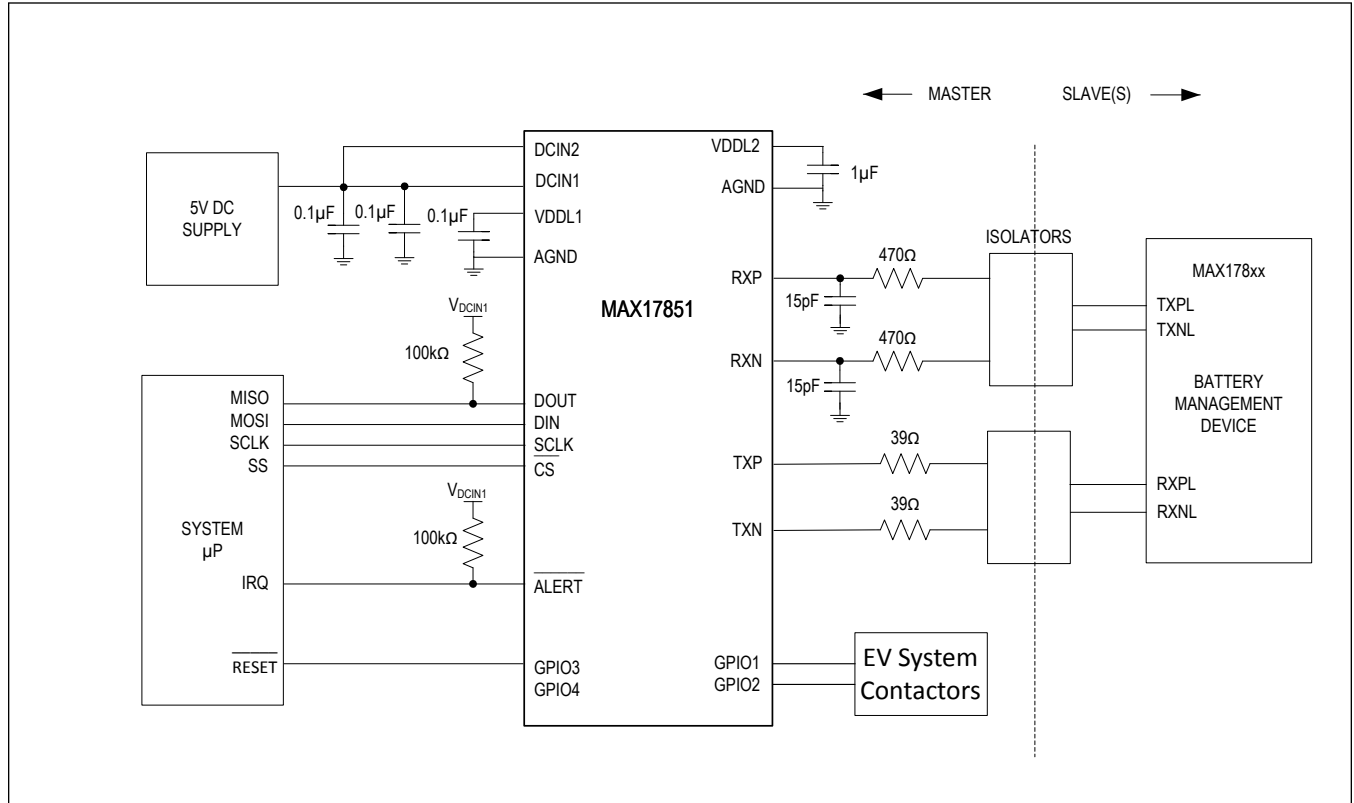 MASTER
SLAVE(S)
5V DC
SUPPLY
0.1µF
0.1µF
0.1µF
DCIN2
DCIN1
VDDL1
AGND
VDDL2
AGND
1µF
MAX17851
RXP
RXN
TXP
TXN
470Ω
15pF
470Ω
15pF
39Ω
39Ω
ISOLATORS
MAX178xx
TXPL
TXNL
BATTERY
MANAGEMENT
DEVICE
RXPL
RXNL
VDCIN1
100kΩ
MISO
MOSI
SCLK
SS
SYSTEM
µP
IRQ
RESET
DOUT
DIN
SCLK
CS
VDCIN1
100kΩ
ALERT
GPIO3
GPIO4
GPIO1
GPIO2
EV System
Contactors